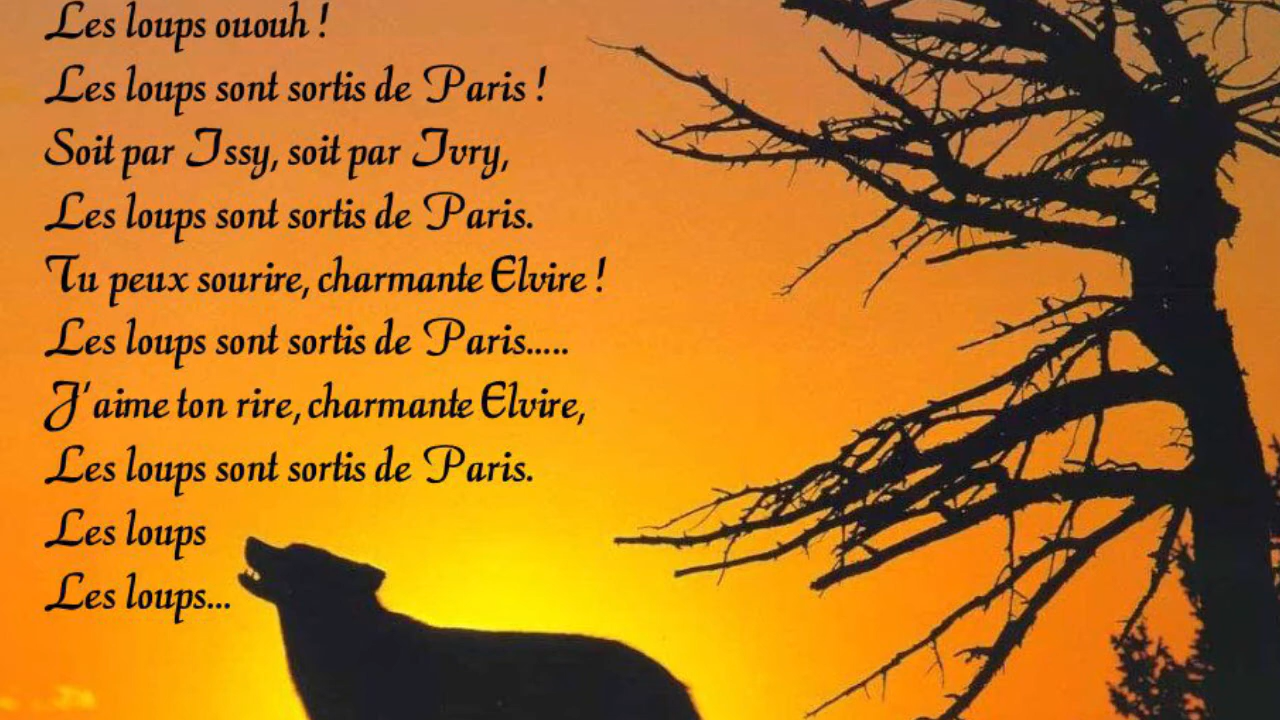 Les loups ououh !
Les loups sont sortis de Paris !
Soit par Issy, soit par Ivry,
Les loups sont sortis de Paris.
Tu peux sourire, charmante Elvire !
Les loups sont sortis de Paris.....
J'aime ton rire, charmante Elvire,
Les loups sont sortis de Paris.
Les loups
Les loups...